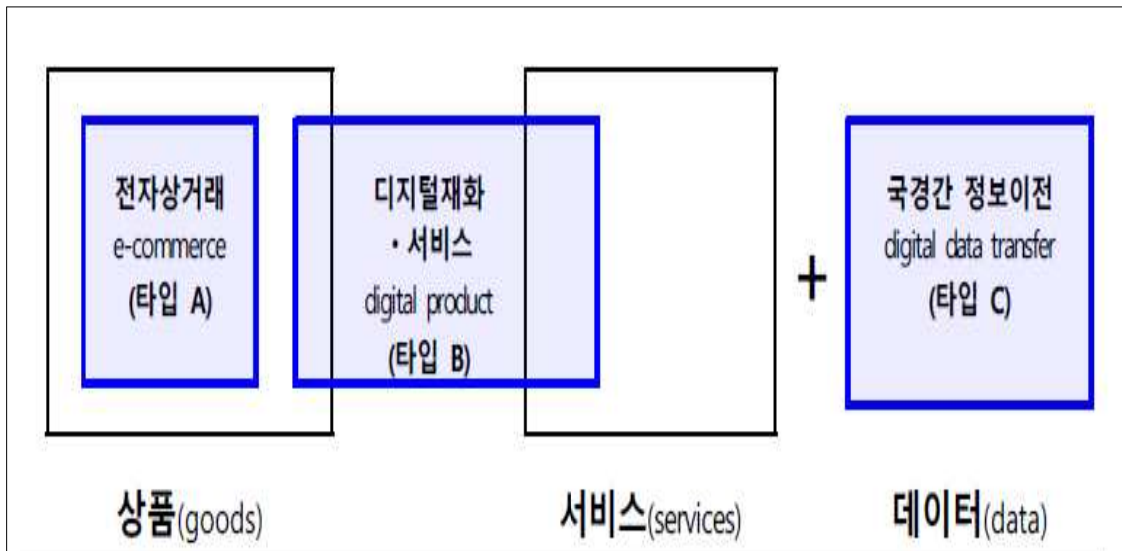 전자상거래
e-commerce
(타입 A)
디지털재화
・서비스
digital product
(타입 B)
+
국경간 정보이전
digital data transfer
(타입 C)
상품(goods)
서비스(services)
데이터(data)